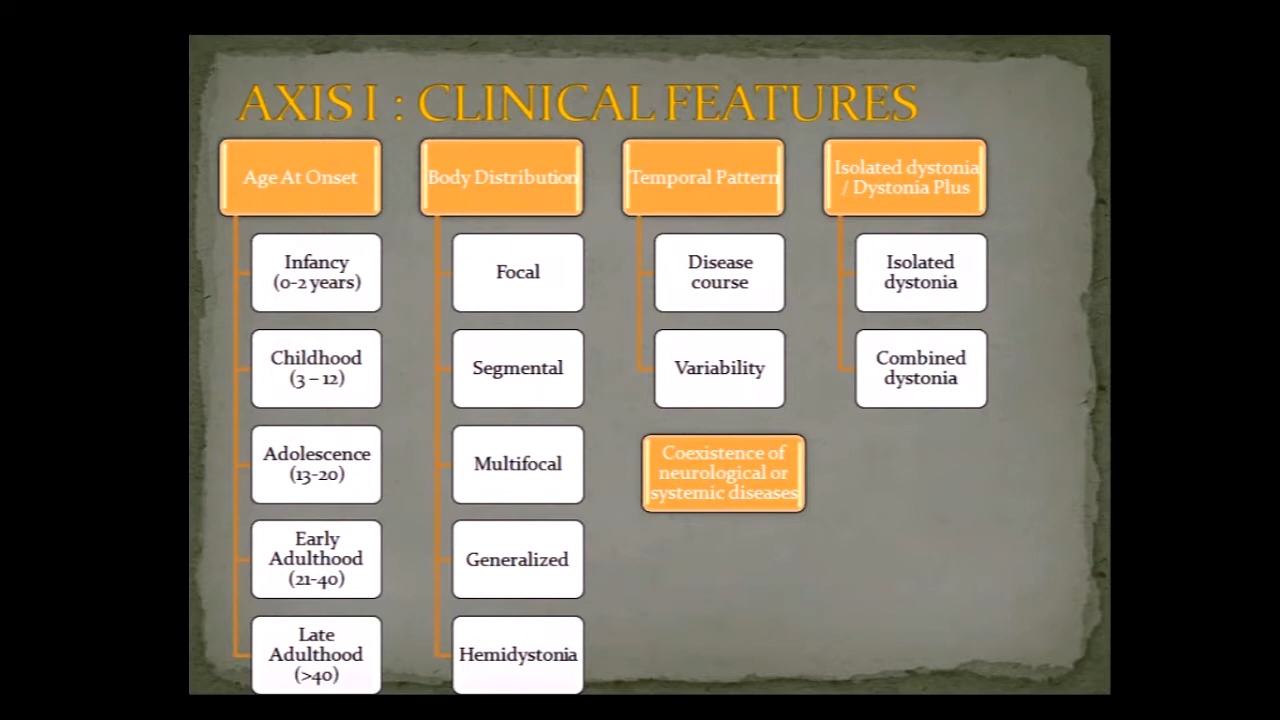 AXIS I : CLINICAL FEATURES
Age At Onset
Infancy
(0-2 years)
Childhood
(3 – 12)
Adolescence
(13-20)
Early
Adulthood
(21-40)
Late
Adulthood
(>40)
Body Distribution
Focal
Segmental
Multifocal
Generalized
Hemidystonia
Temporal Pattern
Disease
course
Variability
Isolated dystonia
/ Dystonia Plus
Isolated
dystonia
Combined
dystonia
Coexistence of
neurological or
systemic diseases